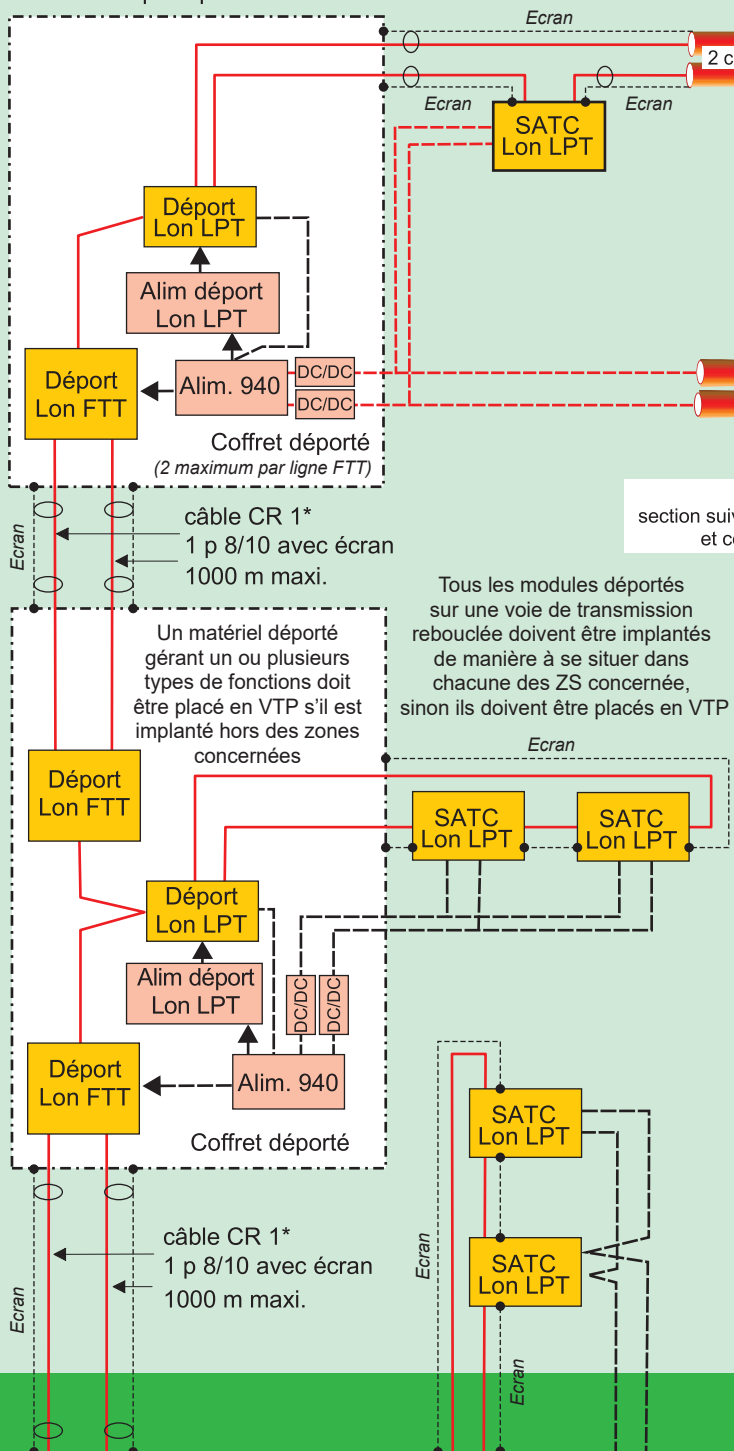 Ecran
2 c
Ecran
Ecran
SATC
Lon LPT
Déport
Lon LPT
Alim déport
Lon LPT
Déport
Lon FTT
Alim. 940
DC/DC
DC/DC
Coffret déporté
(2 maximum par ligne FTT)
Ecran
câble CR 1*
1 p 8/10 avec écran
1000 m maxi.
section suiv
et co
Tous les modules déportés
sur une voie de transmission
rebouclée doivent être implantés
de manière à se situer dans
chacune des ZS concernée,
sinon ils doivent être placés en VTP
Un matériel déporté
gérant un ou plusieurs
types de fonctions doit
être placé en VTP s'il est
implanté hors des zones
concernées
Ecran
Déport
Lon FTT
SATC
Lon LPT
SATC
Lon LPT
Déport
Lon LPT
Alim déport
Lon LPT
DC/DC
DC/DC
Déport
Lon FTT
Alim. 940
Coffret déporté
SATC
Lon LPT
Ecran
SATC
Lon LPT
câble CR 1*
1 p 8/10 avec écran
1000 m maxi.
Ecran
Ecran